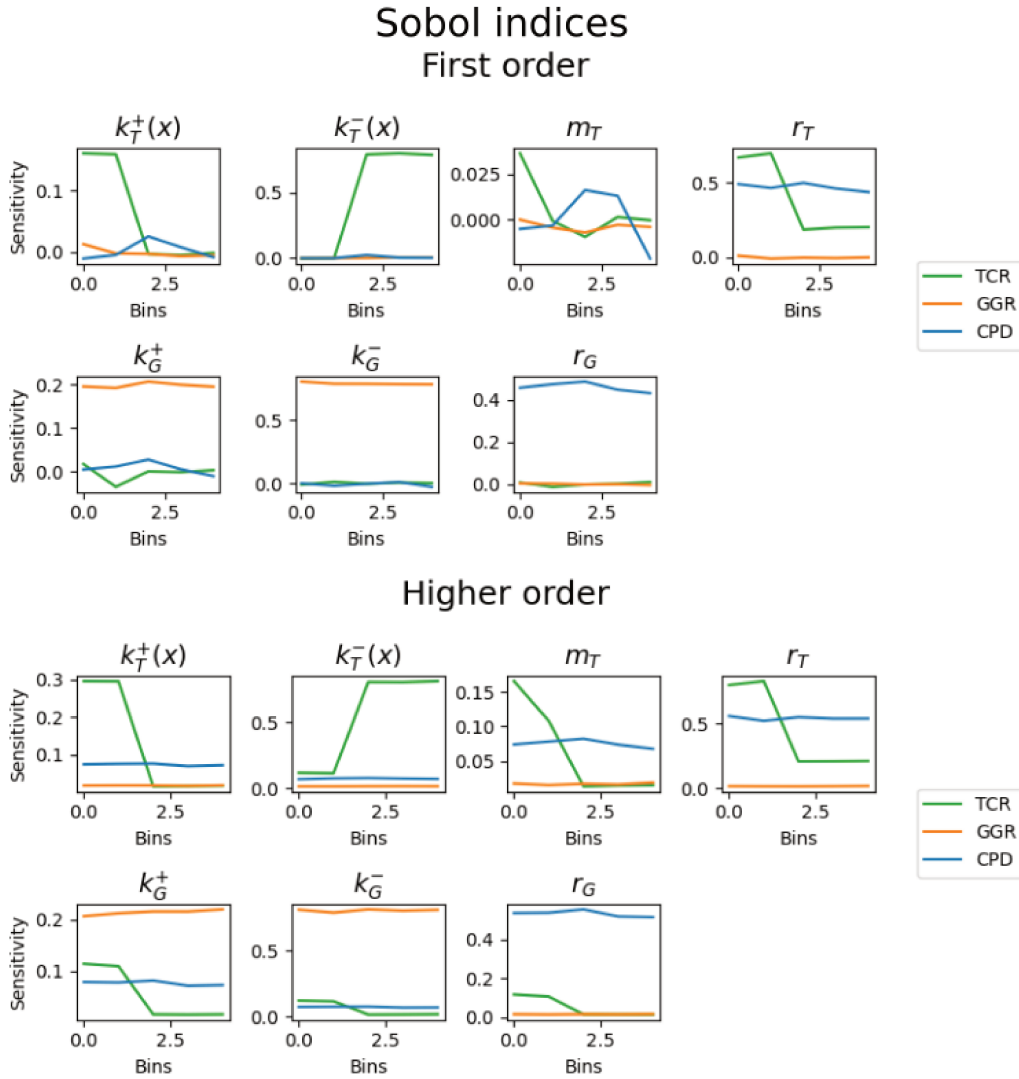 Sobol indices
First order
k_T^+(x)
k_T^-(x)
m_T
r_T
Sensitivity
0.1
0.0
0.0 2.5
Bins
0.5
0.0
0.0 2.5
Bins
0.025
0.000
0.0 2.5
Bins
0.5
0.0
0.0 2.5
Bins
TCR
GGR
CPD
k_G^+
k_G^-
r_G
Sensitivity
0.2
0.1
0.0
0.0 2.5
Bins
0.5
0.0
0.0 2.5
Bins
0.4
0.2
0.0
0.0 2.5
Bins
Higher order
k_T^+(x)
k_T^-(x)
m_T
r_T
Sensitivity
0.3
0.2
0.1
0.0 2.5
Bins
0.5
0.0
0.0 2.5
Bins
0.15
0.10
0.05
0.0 2.5
Bins
0.5
0.0
0.0 2.5
Bins
TCR
GGR
CPD
k_G^+
k_G^-
r_G
Sensitivity
0.2
0.1
0.0 2.5
Bins
0.5
0.0
0.0 2.5
Bins
0.4
0.2
0.0
0.0 2.5
Bins